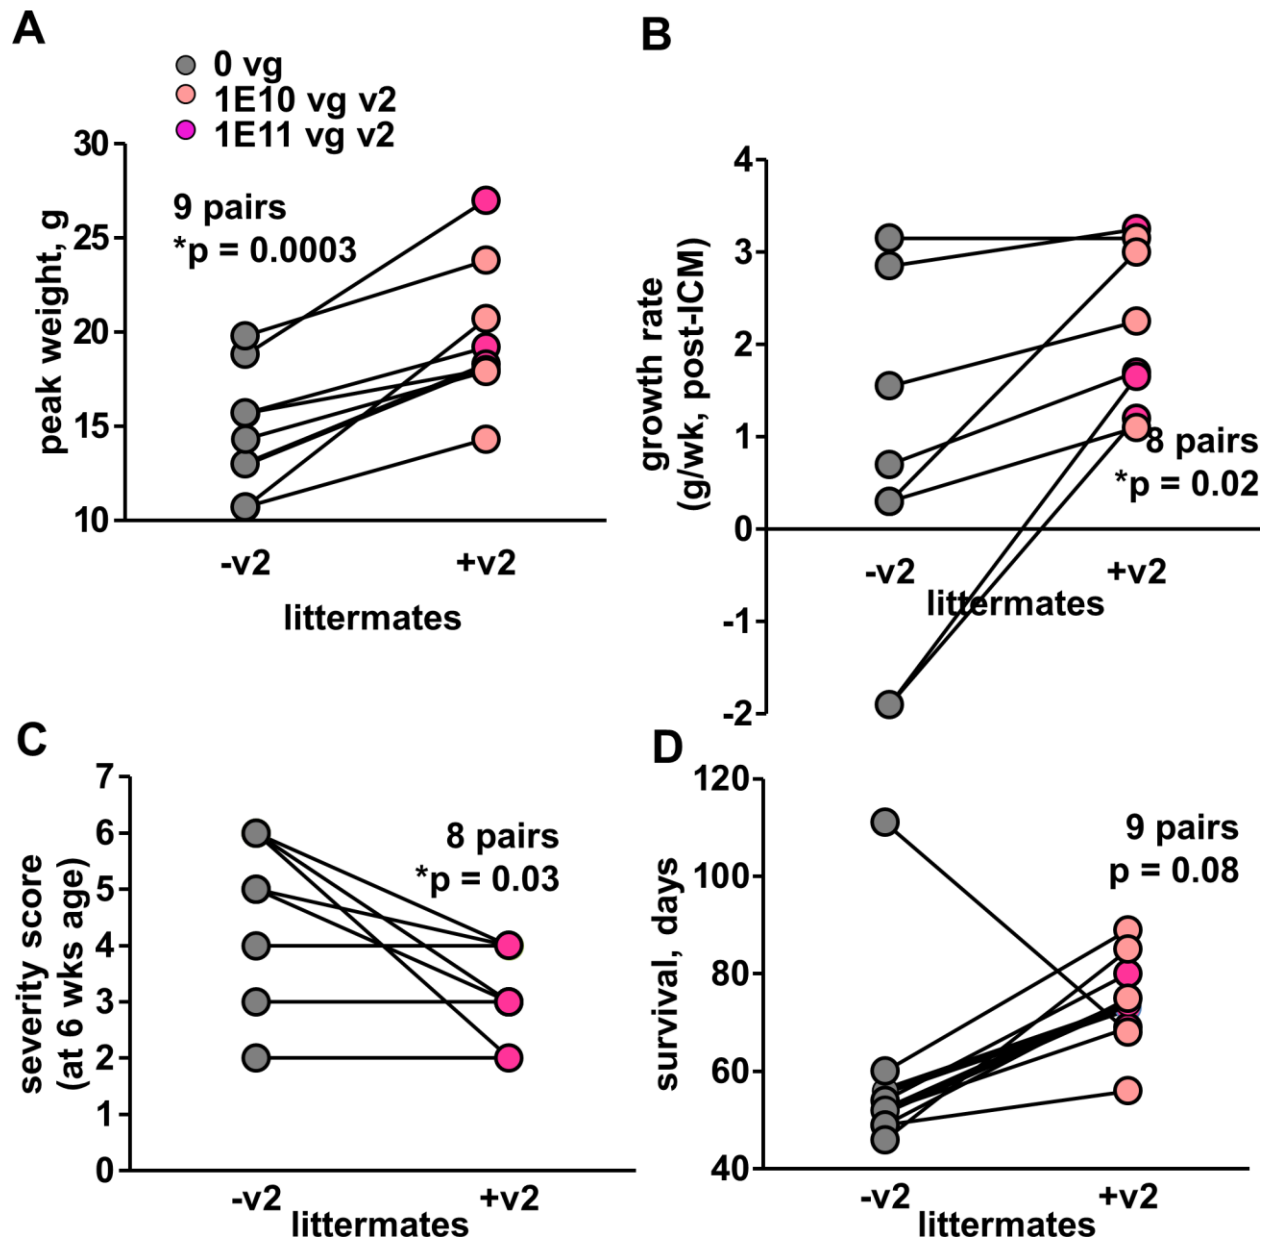 A
0 vg
1E10 vg v2
1E11 vg v2
9 pairs
*p = 0.0003
peak weight, g
30
25
20
15
10
-v2
+v2
littermates
B
growth rate
(g/wk, post-ICM)
4
3
2
1
0
-1
-2
8 pairs
*p = 0.02
-v2
+v2
littermates
C
severity score
(at 6 wks age)
7
6
5
4
3
2
1
0
8 pairs
*p = 0.03
-v2
+v2
littermates
D
survival, days
120
100
80
60
40
9 pairs
p = 0.08
-v2
+v2
littermates